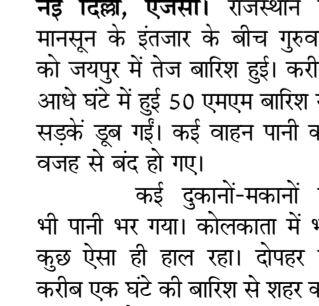 नई दिल्ली, एजेंसी। राजस्थान
मानसून के इंतजार के बीच गुरुव
को जयपुर में तेज बारिश हुई। करी
आधे घंटे में हुई 50 एमएम बारिश
सड़कें डूब गईं। कई वाहन पानी क
वजह से बंद हो गए।
कई दुकानों-मकानों
भी पानी भर गया। कोलकाता में भ
कुछ ऐसा ही हाल रहा। दोपहर
करीब एक घंटे की बारिश से शहर क